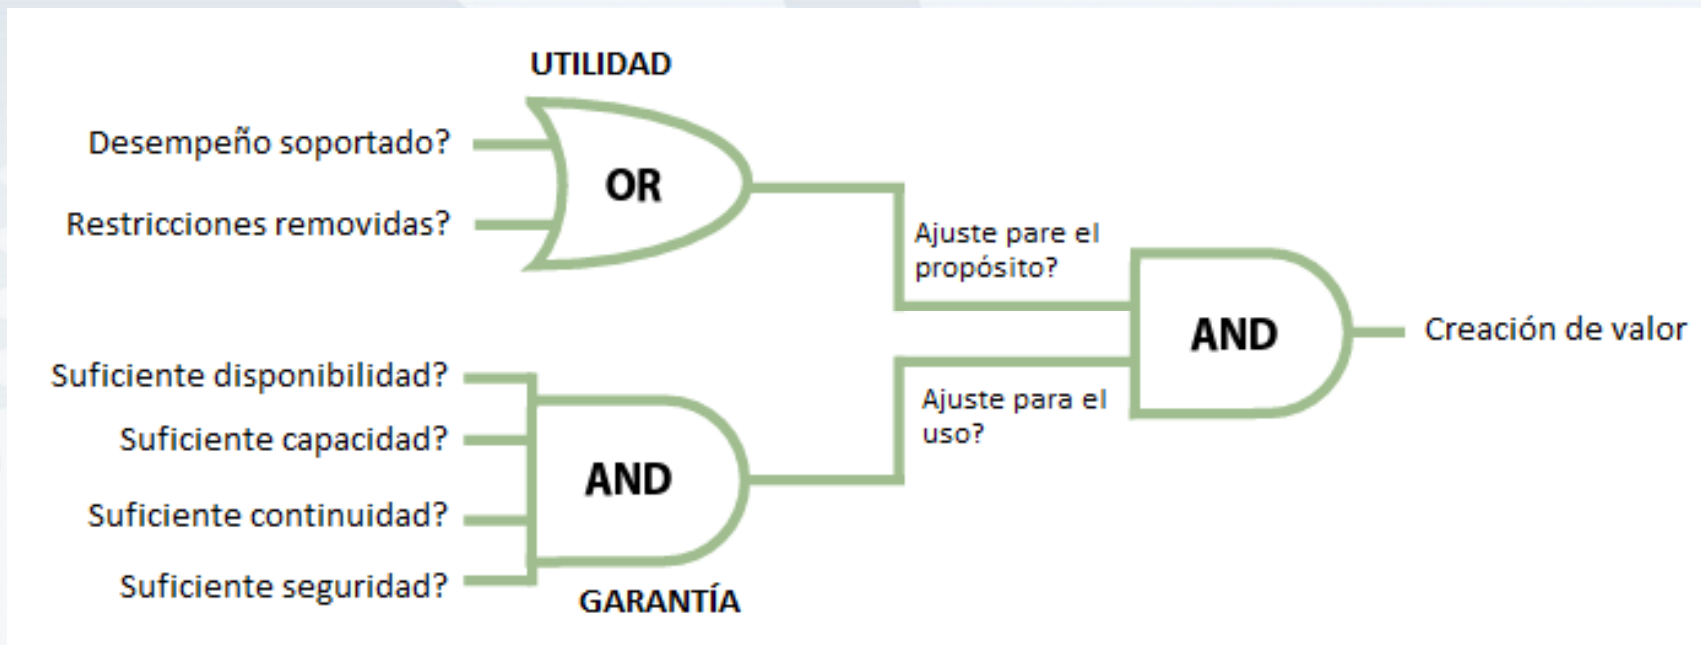 UTILIDAD
Desempeño soportado?
OR
Restricciones removidas?
Ajuste pare el
propósito?
AND
Creación de valor
Suficiente disponibilidad?
Ajuste para el
uso?
Suficiente capacidad?
AND
Suficiente continuidad?
Suficiente seguridad?
GARANTÍA